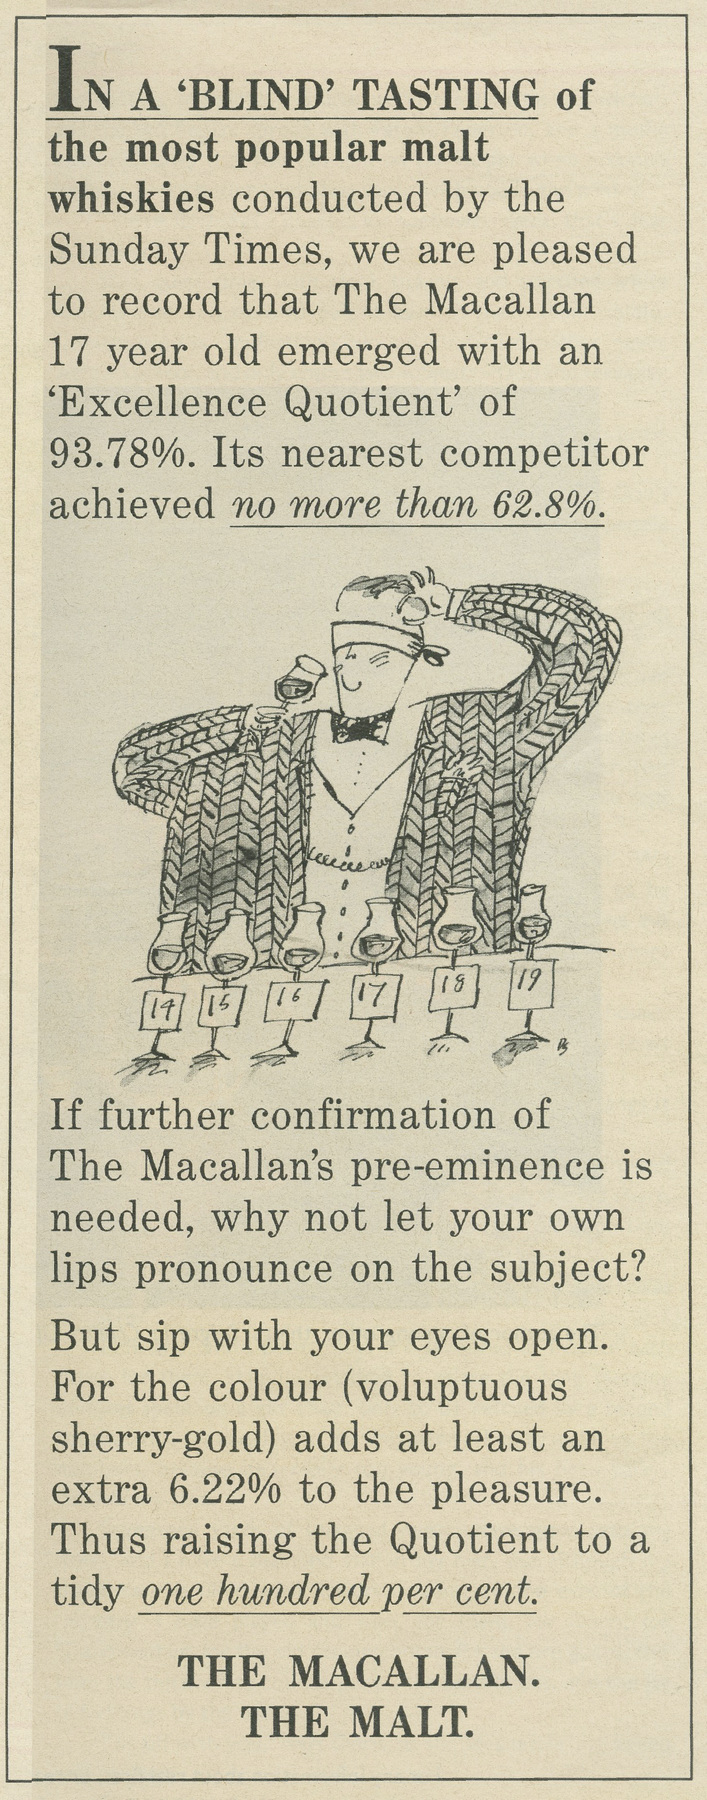 IN A ‘BLIND’ TASTING of
the most popular malt
whiskies conducted by the
Sunday Times, we are pleased
to record that The Macallan
17 year old emerged with an
‘Excellence Quotient’ of
93.78%. Its nearest competitor
achieved no more than 62.8%.
14 15 16 17 18 19
If further confirmation of
The Macallan’s pre-eminence is
needed, why not let your own
lips pronounce on the subject?
But sip with your eyes open.
For the colour (voluptuous
sherry-gold) adds at least an
extra 6.22% to the pleasure.
Thus raising the Quotient to a
tidy one hundred per cent.
THE MACALLAN.
THE MALT.